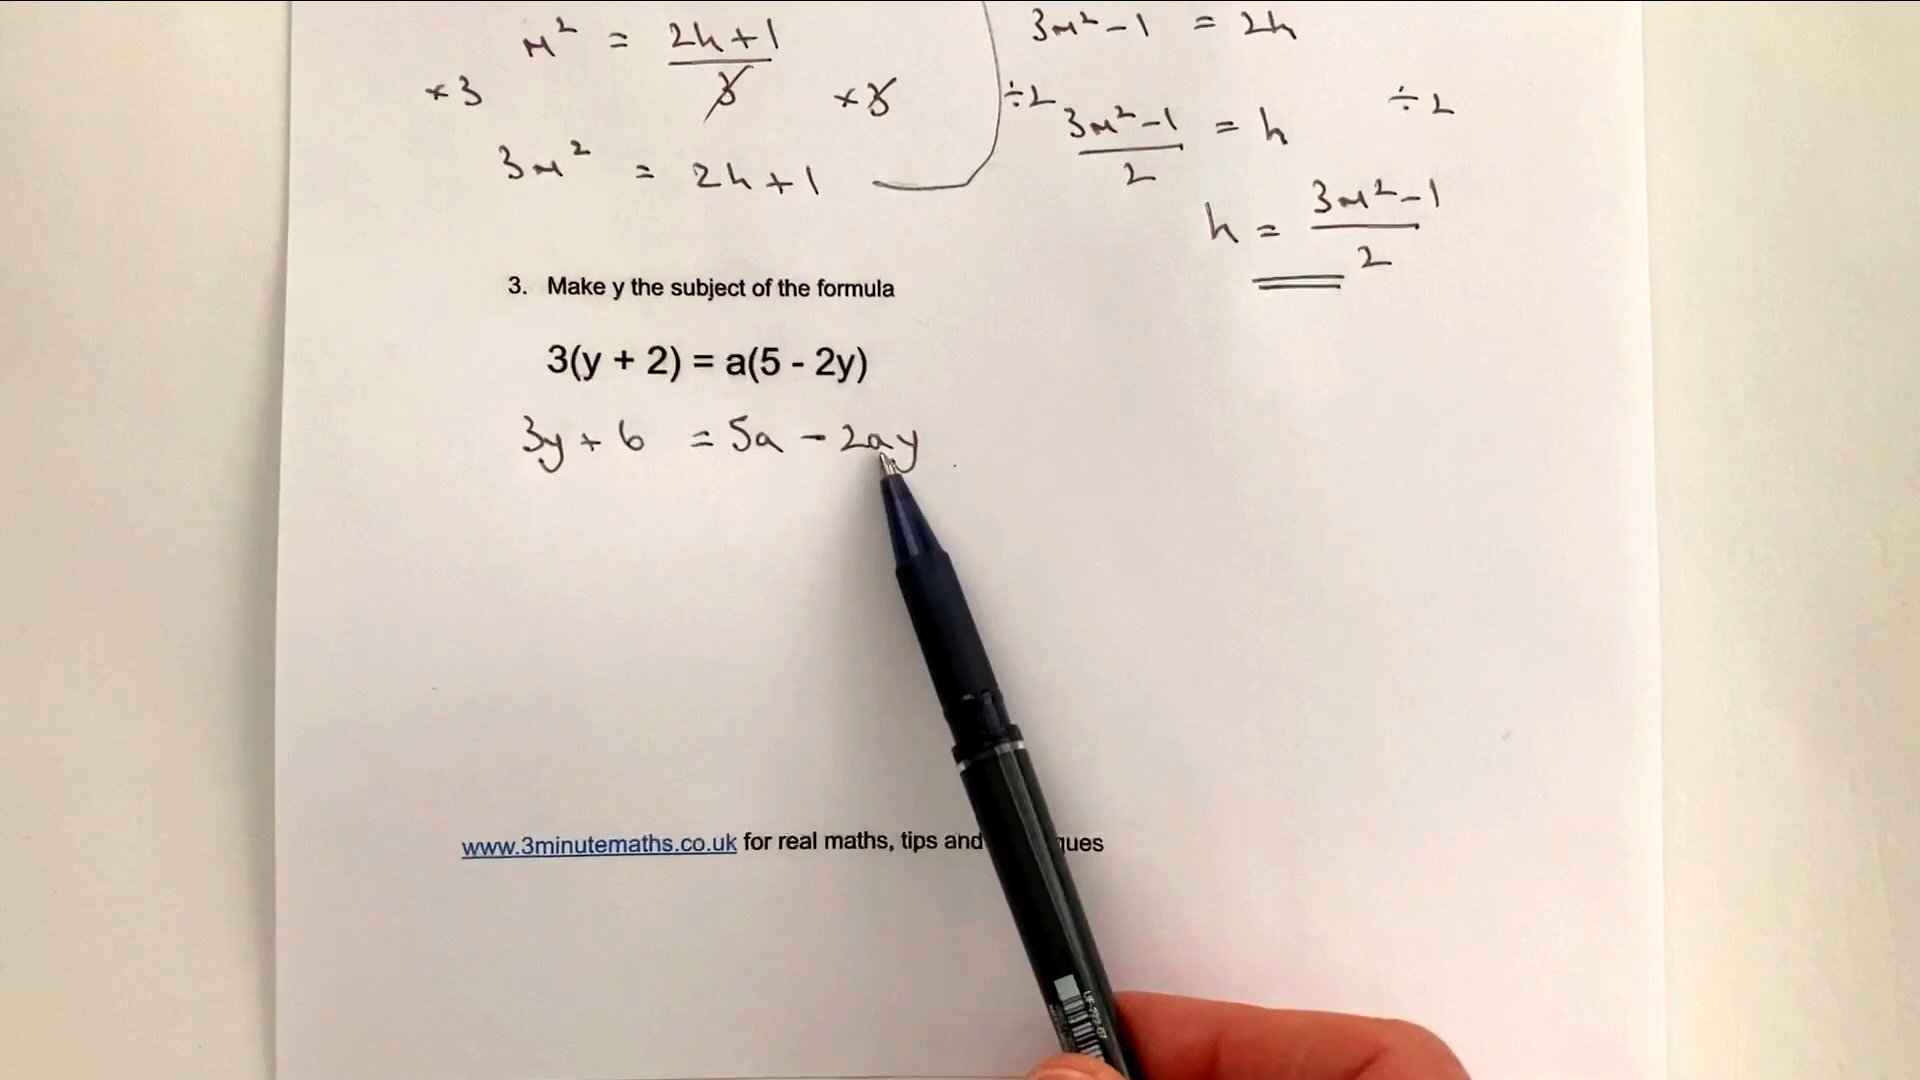 m² = 2h+1
3
×3 ×3
3m² = 2h+1
3m²-1 = 2h
÷2 3m²-1 = h ÷2
2
h = 3m²-1
2
3. Make y the subject of the formula
3(y + 2) = a(5 - 2y)
3y + 6 = 5a - 2ay
www.3minutemaths.co.uk for real maths, tips and ques